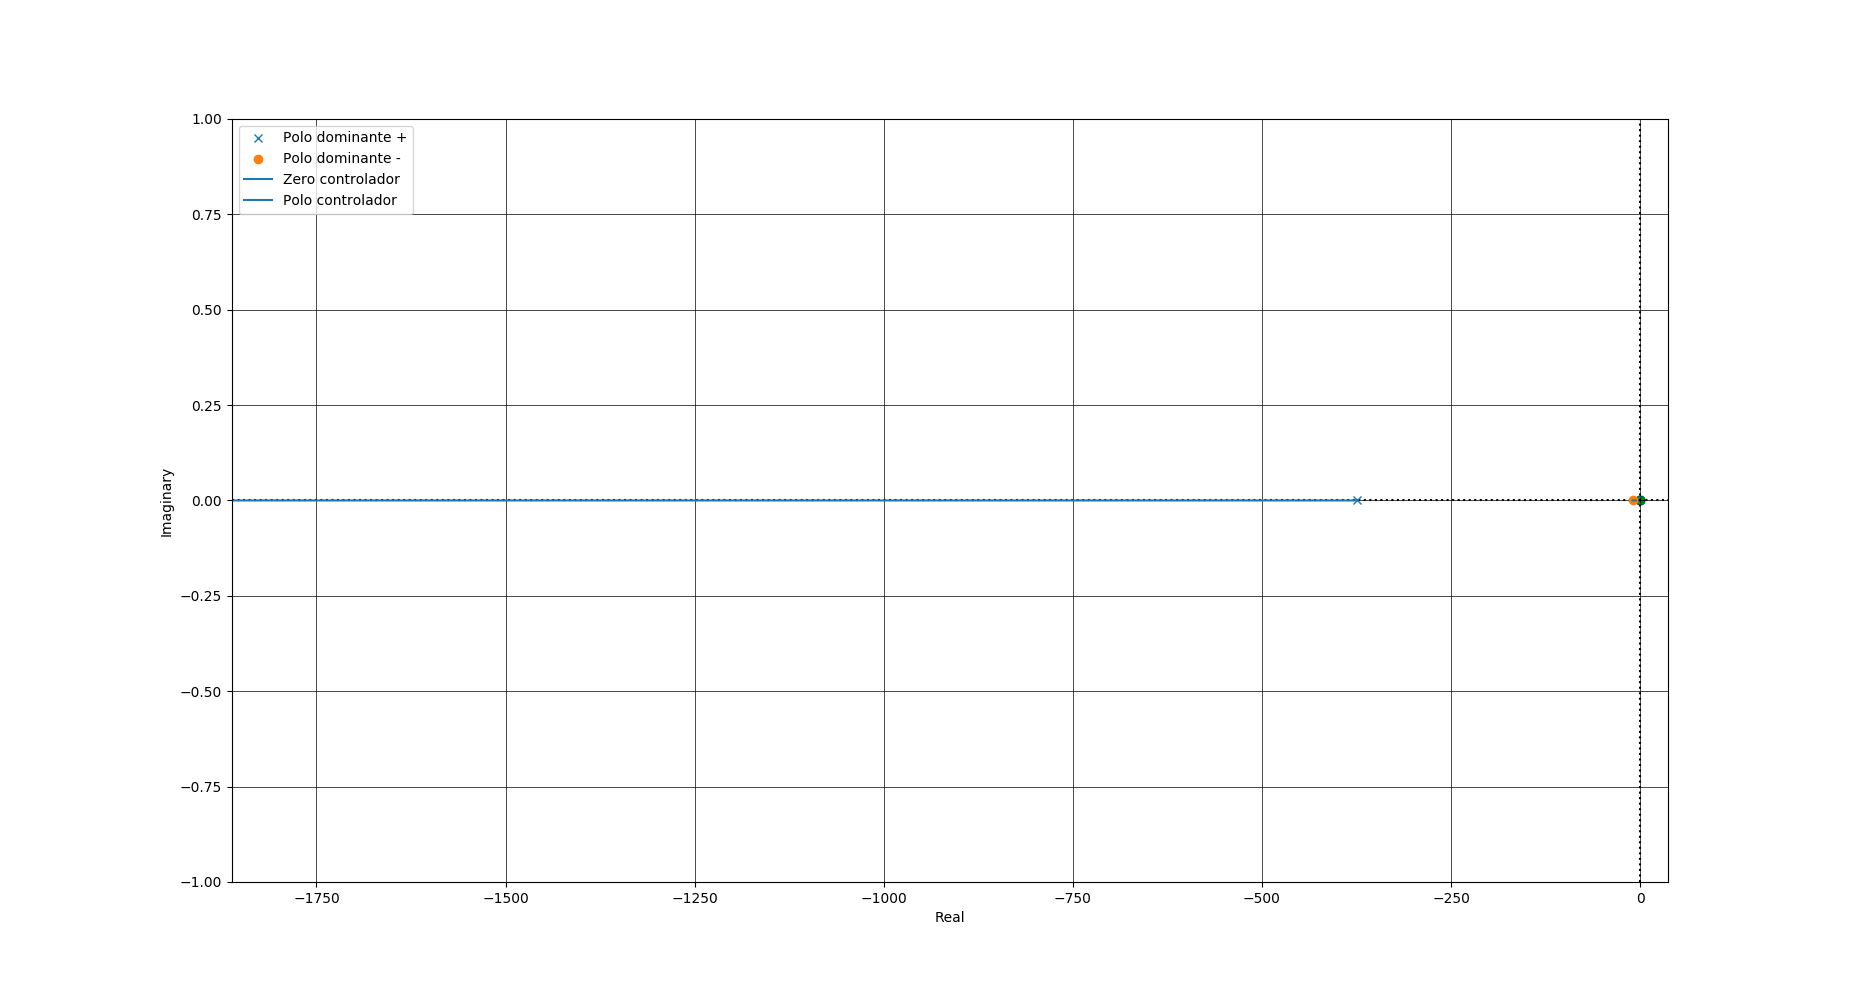 1.00
0.75
0.50
0.25
0.00
−0.25
−0.50
−0.75
−1.00
Imaginary
Polo dominante +
Polo dominante -
Zero controlador
Polo controlador
−1750 −1500 −1250 −1000 −750 −500 −250 0
Real